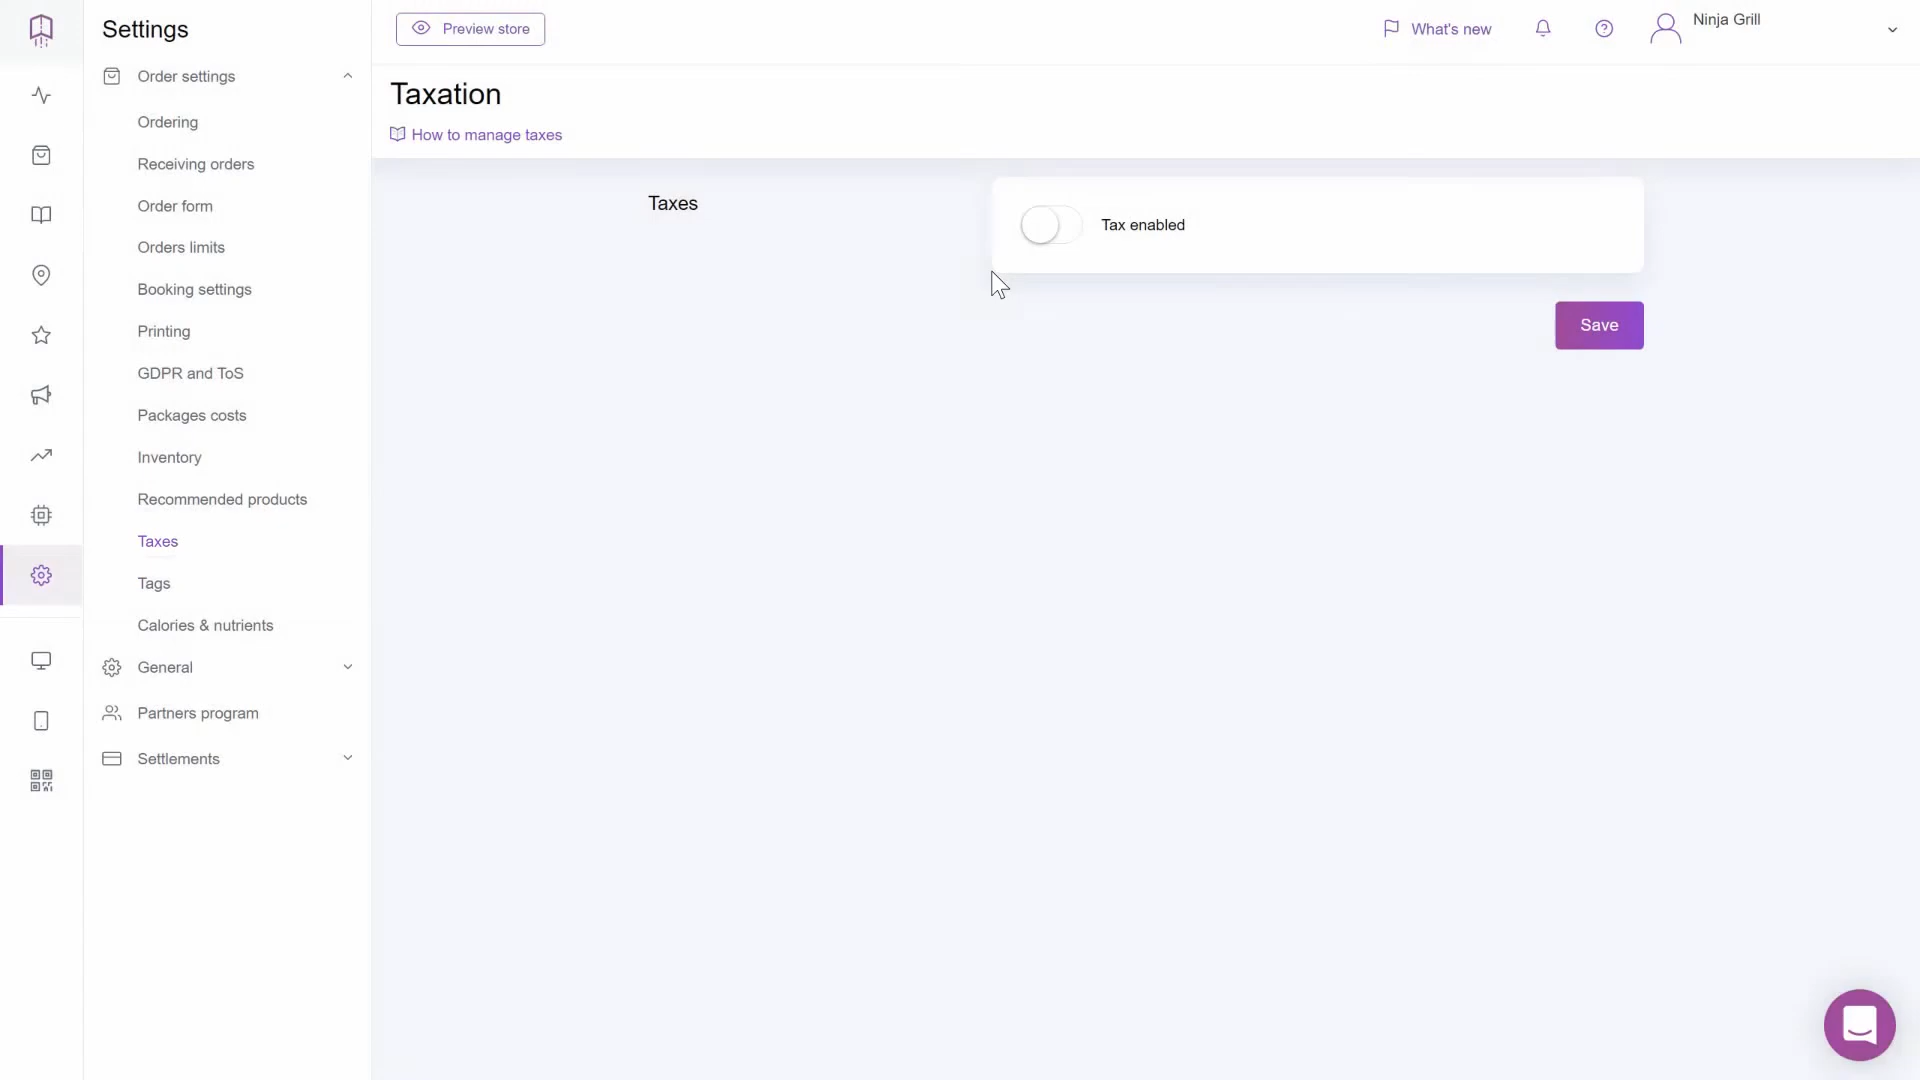 Settings
Order settings
Ordering
Receiving orders
Order form
Orders limits
Booking settings
Printing
GDPR and ToS
Packages costs
Inventory
Recommended products
Taxes
Tags
Calories & nutrients
General
Partners program
Settlements
Preview store
What's new
Ninja Grill
Taxation
How to manage taxes
Taxes
Tax enabled
Save